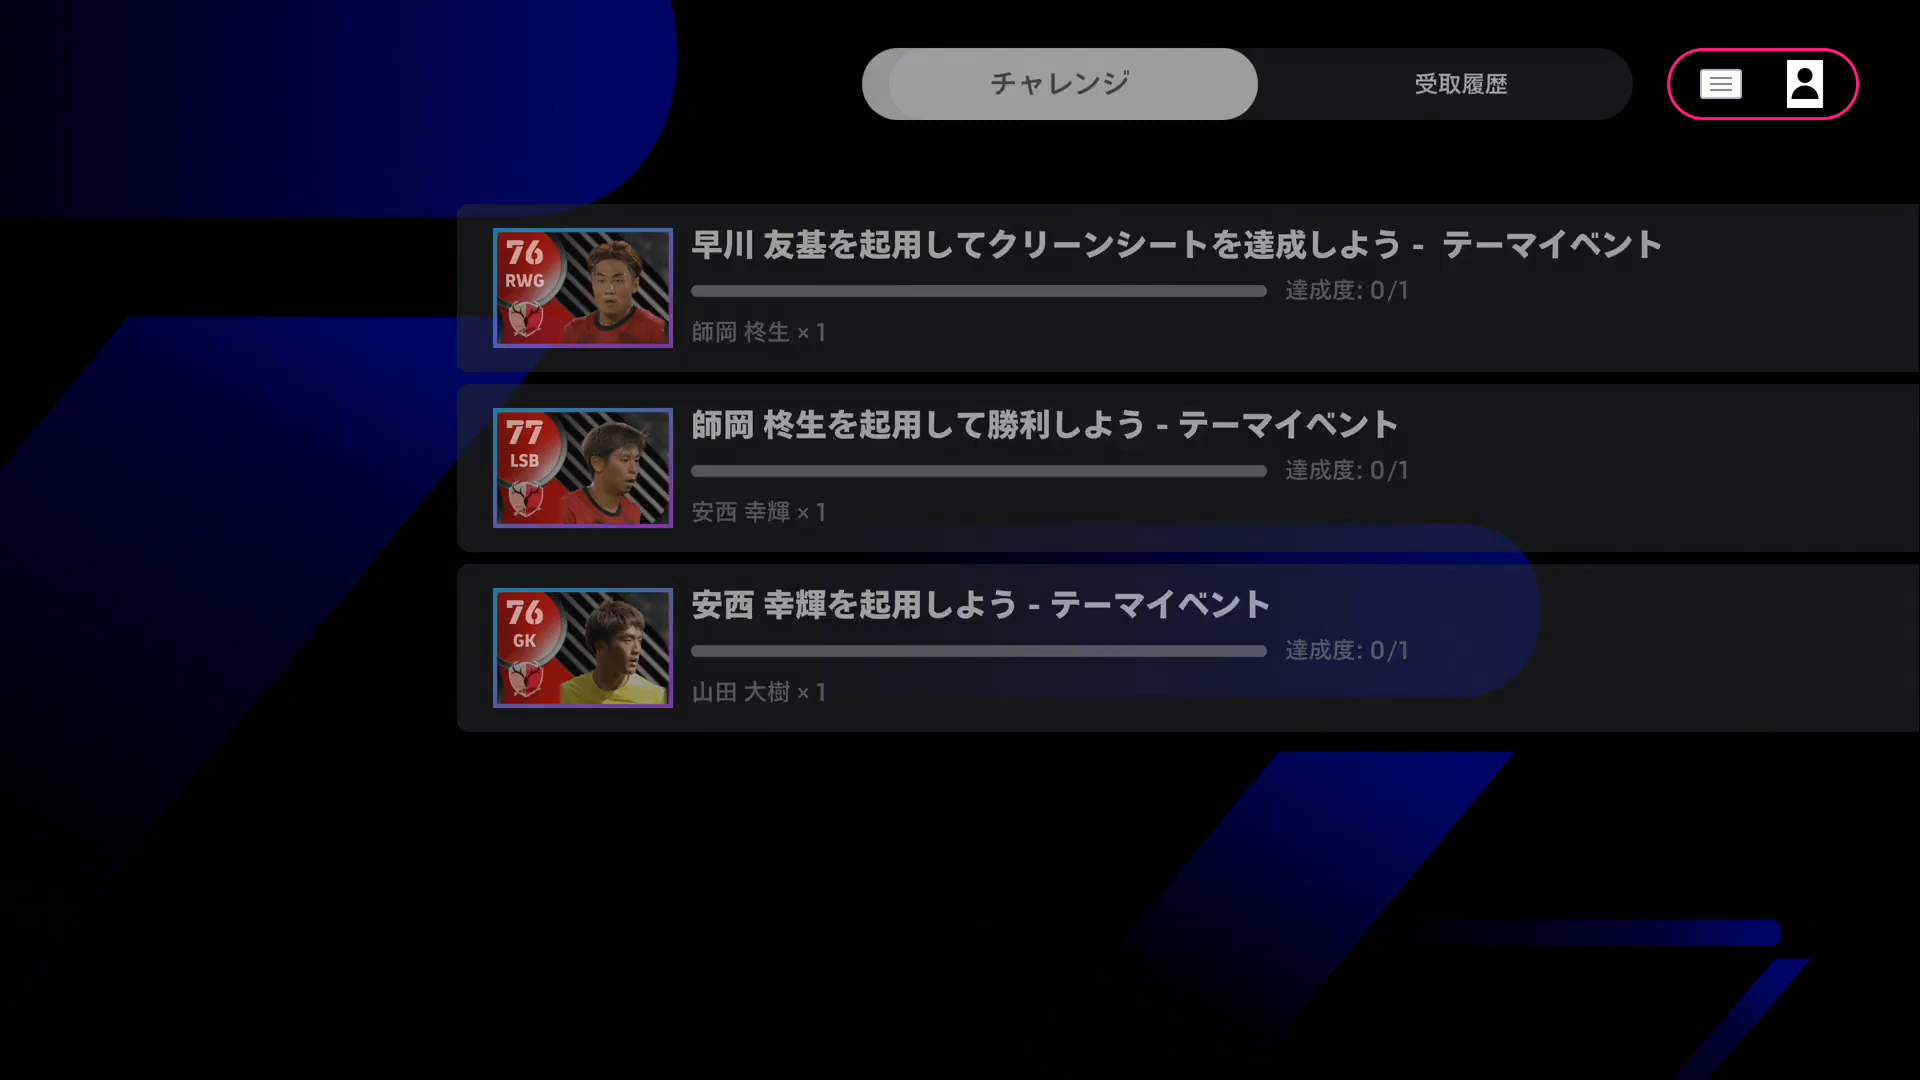 チャレンジ
受取履歴
76
RWG
早川 友基を起用してクリーンシートを達成しよう - テーマイベント
達成度: 0/1
師岡 柊生 × 1
77
LSB
師岡 柊生を起用して勝利しよう - テーマイベント
達成度: 0/1
安西 幸輝 × 1
76
GK
安西 幸輝を起用しよう - テーマイベント
達成度: 0/1
山田 大樹 × 1